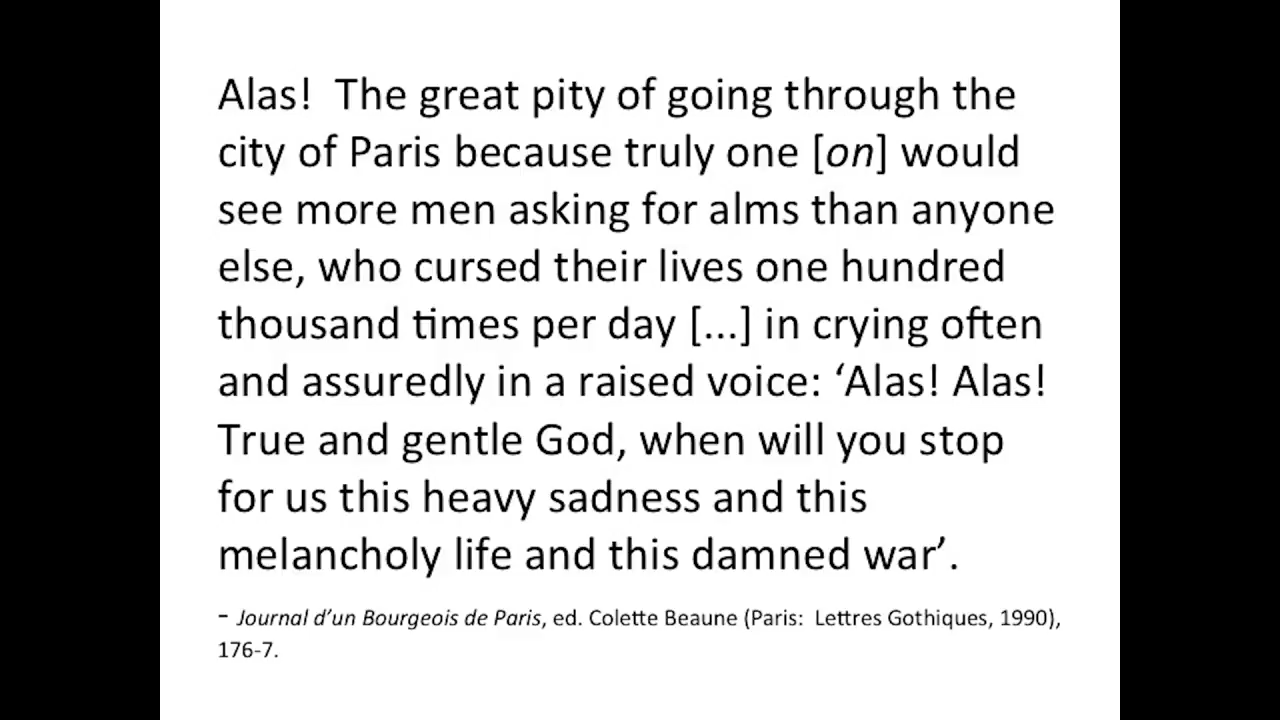 Alas!  The great pity of going through the
city of Paris because truly one [on] would
see more men asking for alms than anyone
else, who cursed their lives one hundred
thousand times per day [...] in crying often
and assuredly in a raised voice: ‘Alas! Alas!
True and gentle God, when will you stop
for us this heavy sadness and this
melancholy life and this damned war’.
- Journal d’un Bourgeois de Paris, ed. Colette Beaune (Paris:  Lettres Gothiques, 1990),
176-7.